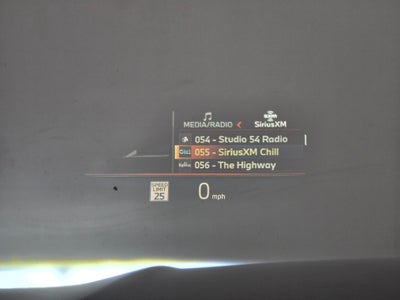 MEDIA/RADIO
SiriusXM
054 - Studio 54 Radio
055 - SiriusXM Chill
056 - The Highway
SPEED
LIMIT
25
0 mph